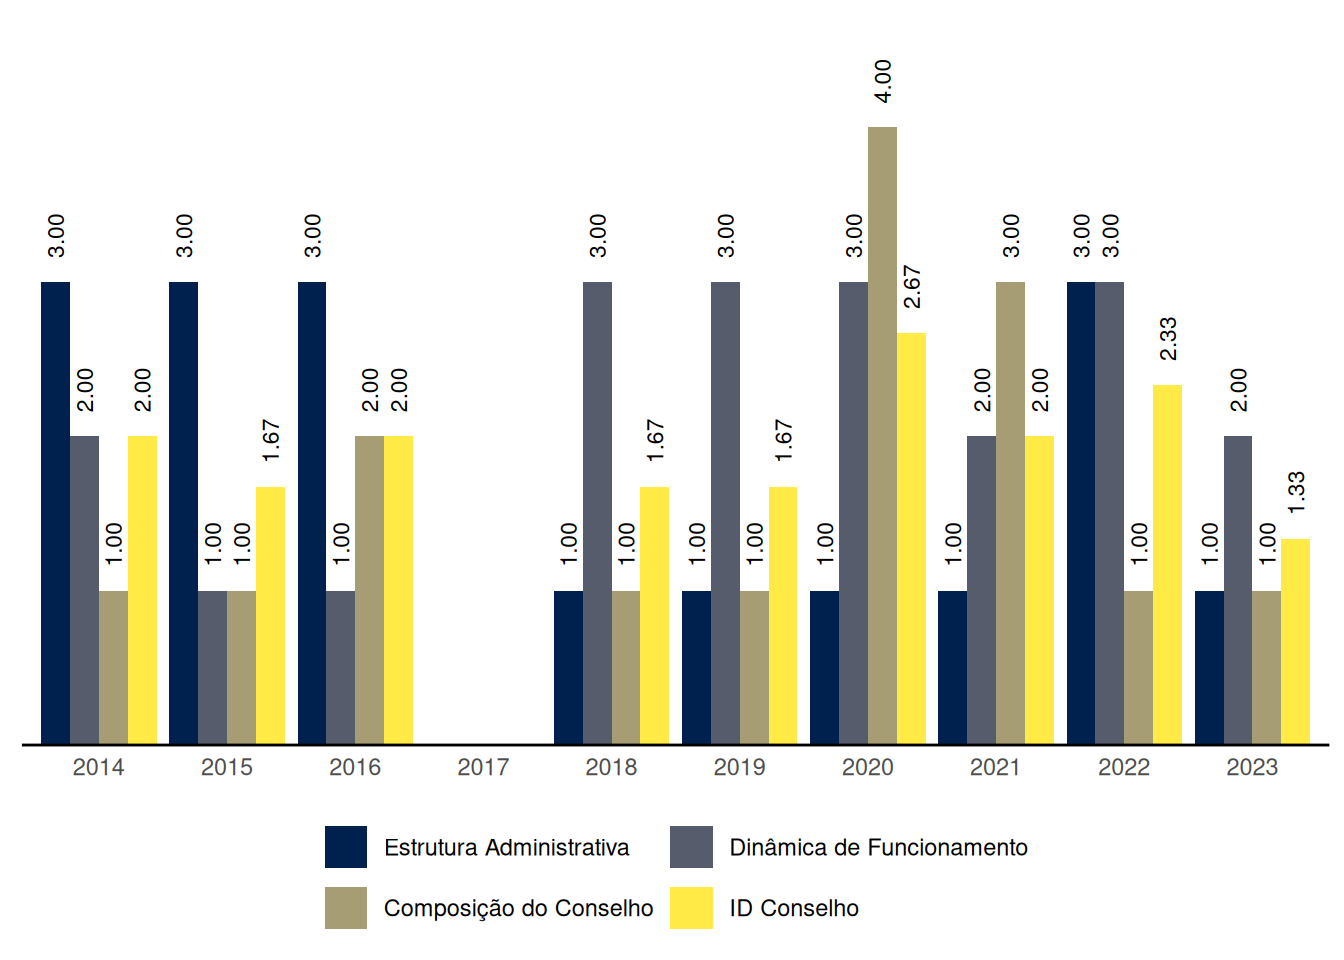 4.00
3.00 3.00 3.00 3.00 3.00 3.00 3.00 3.00 3.00
2.67
2.33
2.00 2.00 2.00 2.00 2.00 2.00 2.00
1.67 1.67 1.67
1.33
1.00 1.00 1.00 1.00 1.00 1.00 1.00 1.00 1.00 1.00 1.00 1.00 1.00
2014 2015 2016 2017 2018 2019 2020 2021 2022 2023
Estrutura Administrativa Dinâmica de Funcionamento
Composição do Conselho ID Conselho